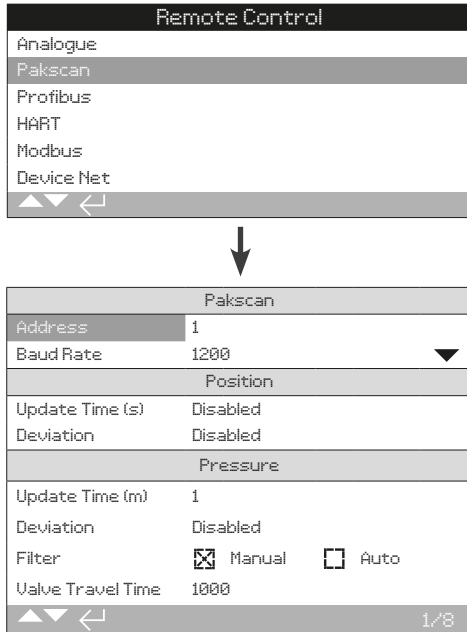 Remote Control
Analogue
Pakscan
Profibus
HART
Modbus
Device Net
Pakscan
Address 1
Baud Rate 1200
Position
Update Time (s) Disabled
Deviation Disabled
Pressure
Update Time (m) 1
Deviation Disabled
Filter Manual Auto
Valve Travel Time 1000
1/8